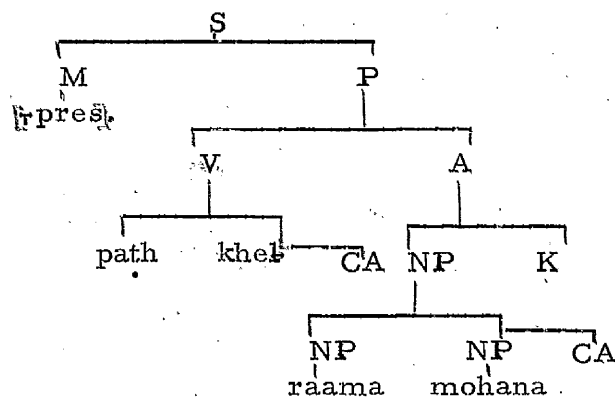 S
M P
[+pres]
V A
path khel CA NP K
NP NP CA
raama mohana